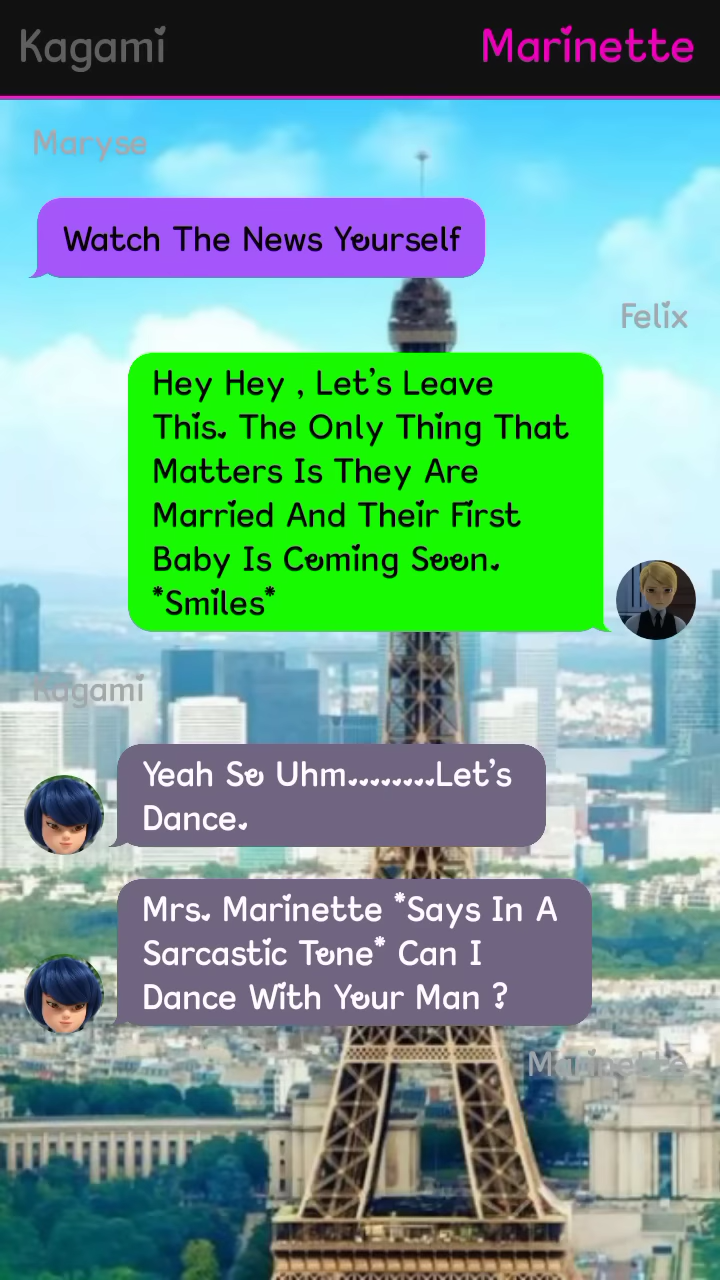 Kagami
Marinette
Maryse
Watch The News Yourself
Felix
Hey Hey , Let's Leave
This. The Only Thing That
Matters Is They Are
Married And Their First
Baby Is Coming Soon.
*Smiles*
Kagami
Yeah So Uhm........Let's
Dance.
Mrs. Marinette *Says In A
Sarcastic Tone* Can I
Dance With Your Man ?
Marinette